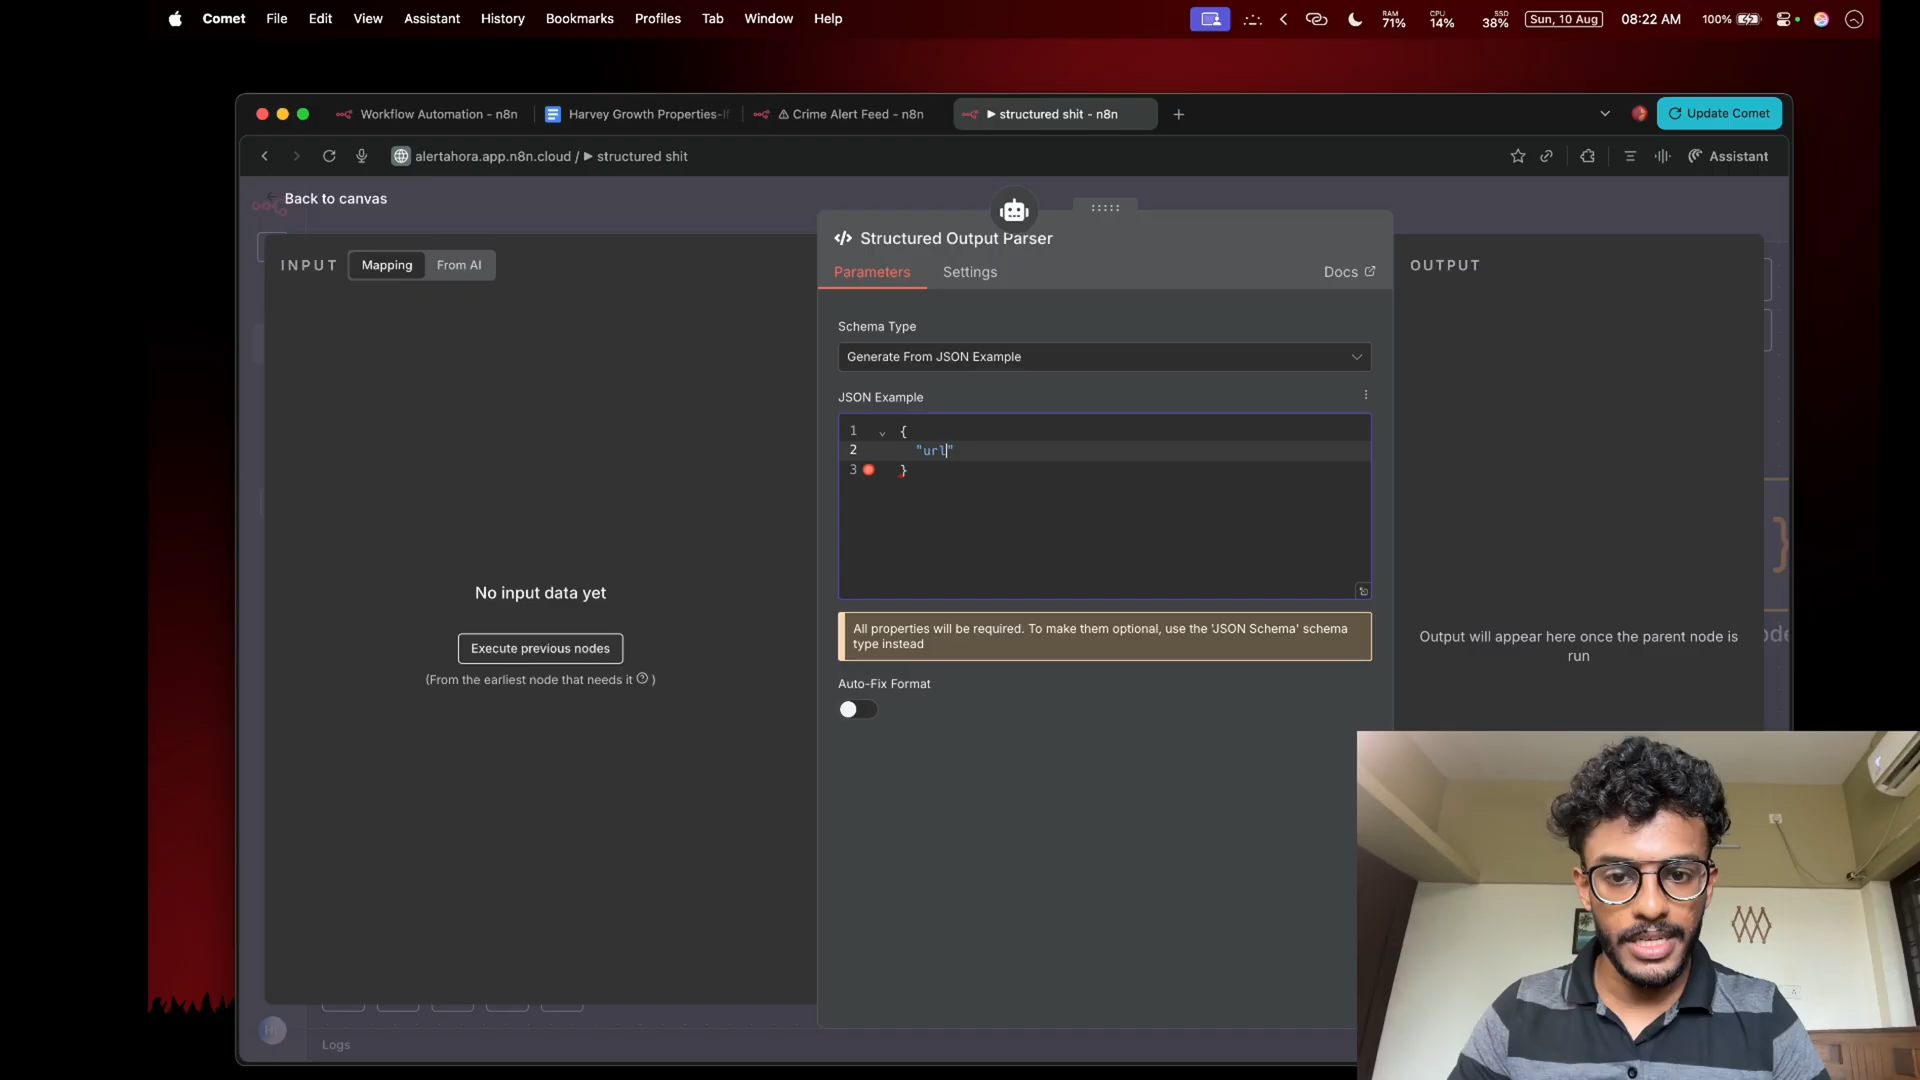 Comet File Edit View Assistant History Bookmarks Profiles Tab Window Help
RAM 71% CPU 14% SSD 38% Sun, 10 Aug 08:22 AM 100%
Workflow Automation - n8n
Harvey Growth Properties-
⚠ Crime Alert Feed - n8n
▶ structured shit - n8n
Update Comet
alertahora.app.n8n.cloud / ▶ structured shit
Assistant
Back to canvas
INPUT
Mapping
From AI
Structured Output Parser
Parameters
Settings
Docs
OUTPUT
Schema Type
Generate From JSON Example
JSON Example
1 {
2 "url"
3 }
All properties will be required. To make them optional, use the 'JSON Schema' schema
type instead
Auto-Fix Format
No input data yet
Execute previous nodes
(From the earliest node that needs it ? )
Output will appear here once the parent node is
run
Logs